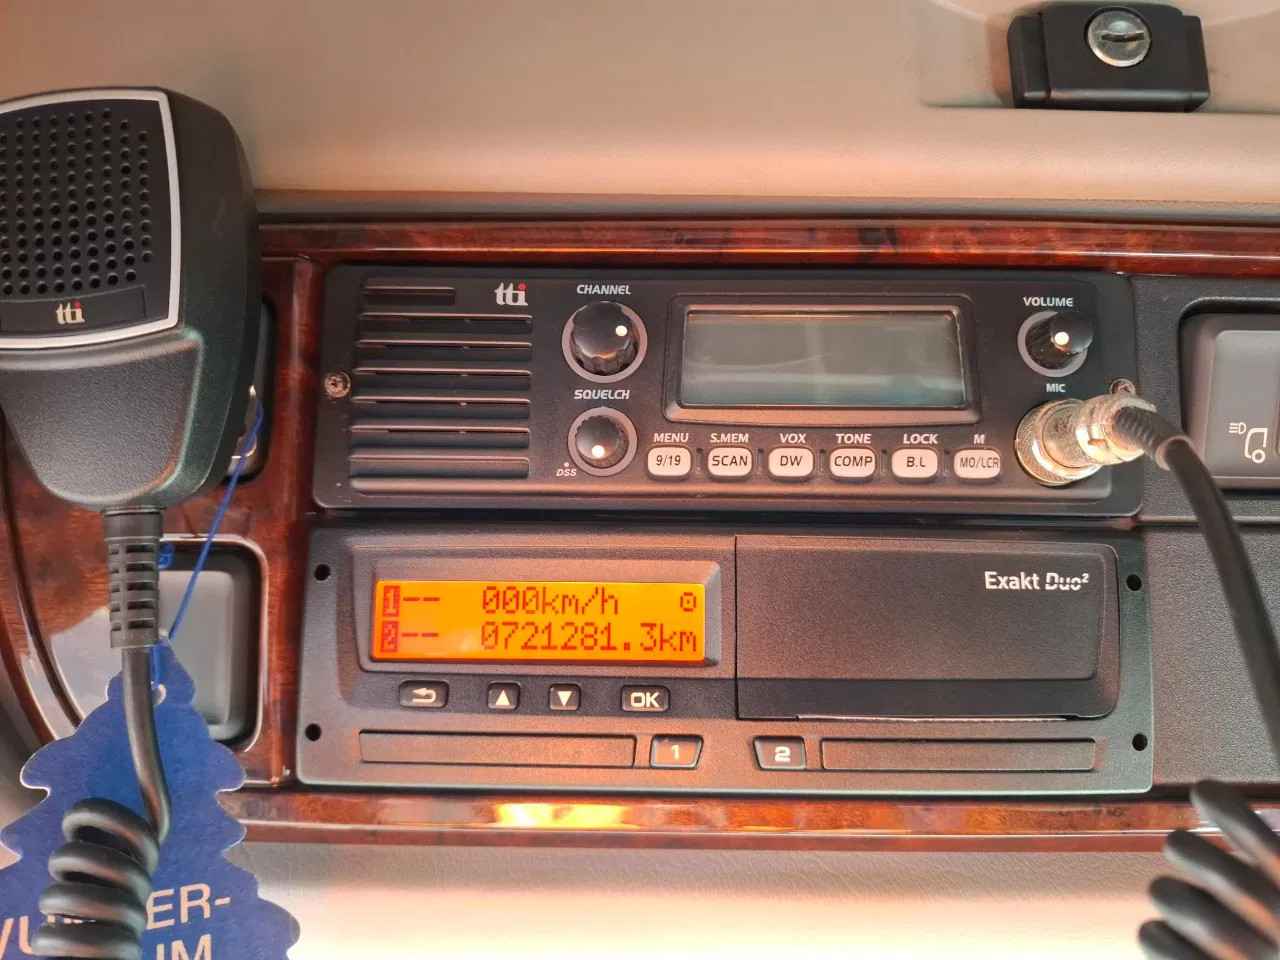 tti
tti
CHANNEL
VOLUME
SQUELCH
MIC
DSS
MENU S.MEM VOX TONE LOCK M
9/19 SCAN DW COMP B.L MO/LCR
Exakt Duo²
1-- 000km/h
2-- 0721281.3km
OK
1 2